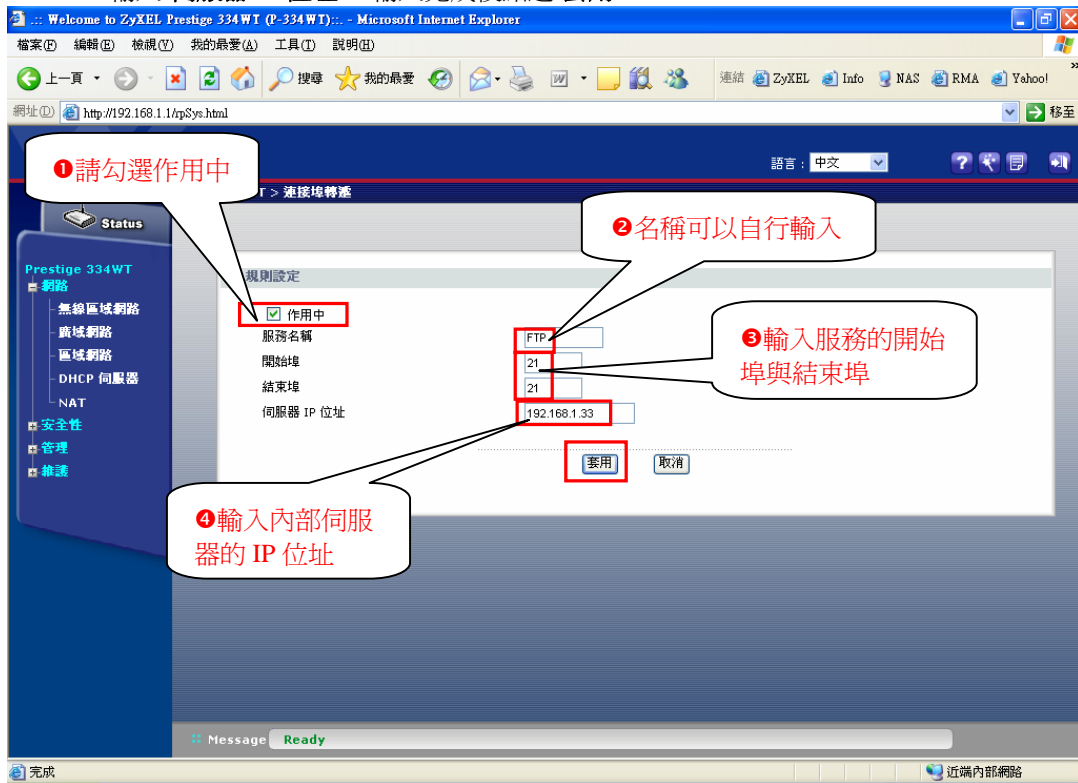 .:: Welcome to ZyXEL Prestige 334WT (P-334WT)::. - Microsoft Internet Explorer
檔案(F) 編輯(E) 檢視(V) 我的最愛(A) 工具(T) 說明(H)
上一頁 搜尋 我的最愛 連結 ZyXEL Info NAS RMA Yahoo! »
網址(D) http://192.168.1.1/rpSys.html 移至
❶請勾選作用中
語言 : 中文
T > 連接埠轉遞
Status
❷名稱可以自行輸入
Prestige 334WT
網路
無線區域網路
廣域網路
區域網路
DHCP 伺服器
NAT
安全性
管理
維護
規則設定
作用中
服務名稱 FTP
開始埠 21
結束埠 21
伺服器 IP 位址 192.168.1.33
❸輸入服務的開始
埠與結束埠
套用 取消
❹輸入內部伺服
器的 IP 位址
Message Ready
完成 近端內部網路